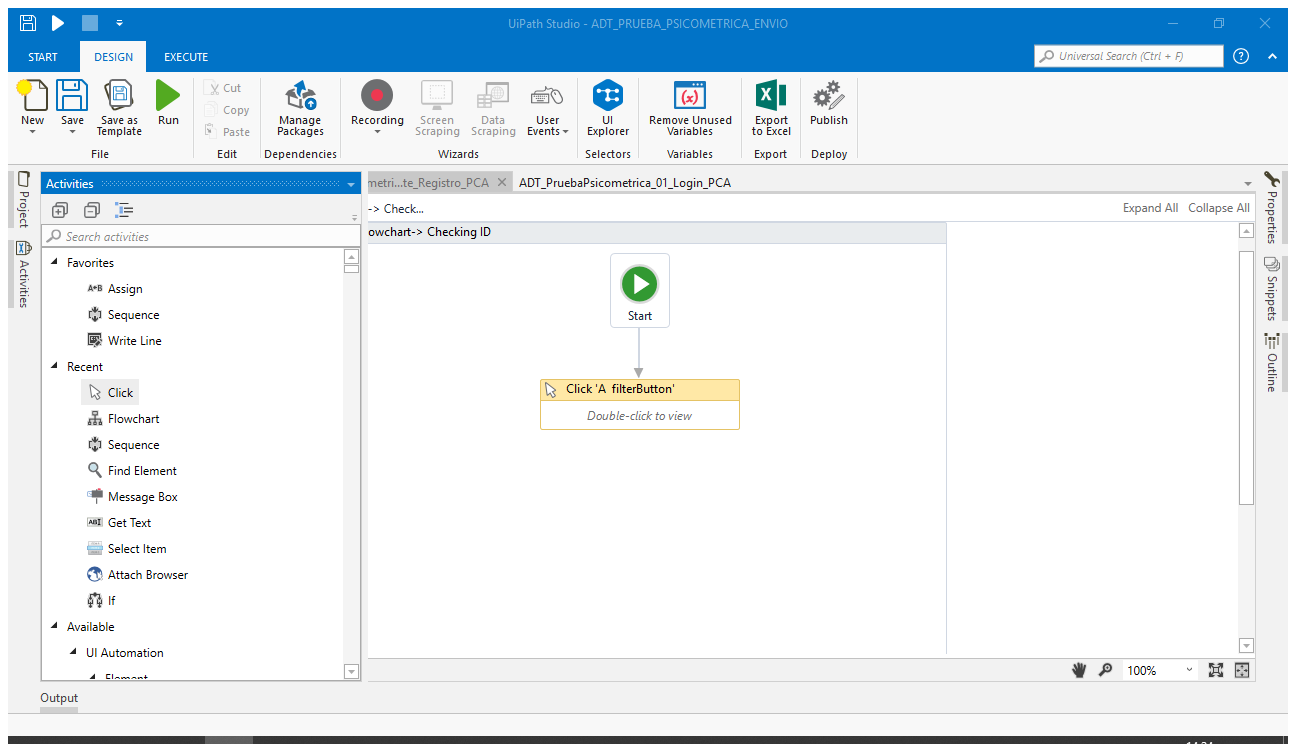 UiPath Studio - ADT_PRUEBA_PSICOMETRICA_ENVIO
START DESIGN EXECUTE
Universal Search (Ctrl + F)
New
Save
Save as Template
Run
File
Cut
Copy
Paste
Edit
Manage Packages
Dependencies
Recording
Screen Scraping
Data Scraping
User Events
Wizards
UI Explorer
Selectors
Remove Unused Variables
Variables
Export to Excel
Export
Publish
Deploy
Project
Activities
Activities
Search activities
Favorites
A+B Assign
Sequence
Write Line
Recent
Click
Flowchart
Sequence
Find Element
Message Box
Get Text
Select Item
Attach Browser
If
Available
UI Automation
Element
metri...te_Registro_PCA
ADT_PruebaPsicometrica_01_Login_PCA
-> Check...
Expand All Collapse All
owchart-> Checking ID
Start
Click 'A filterButton'
Double-click to view
Properties
Snippets
Outline
100%
Output